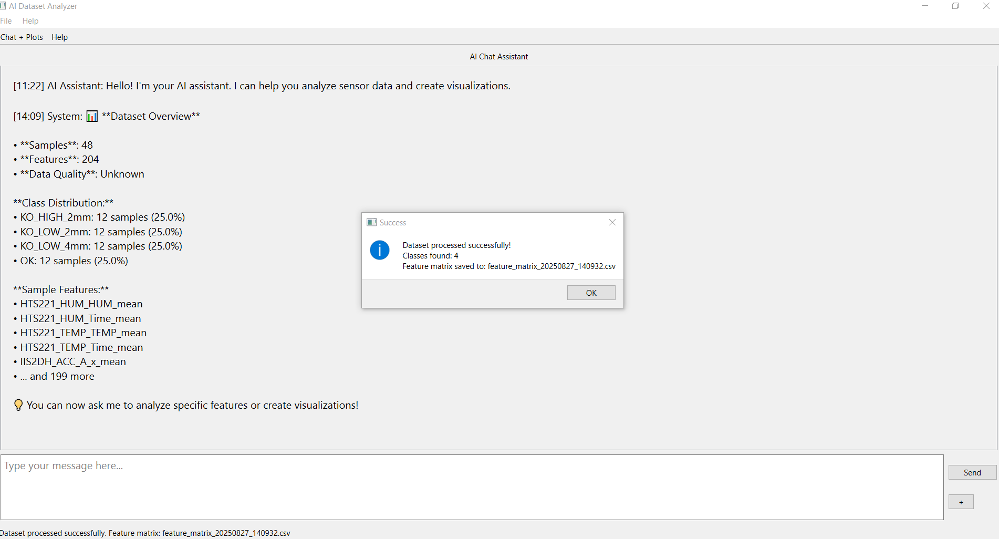 AI Dataset Analyzer
File Help
Chat + Plots Help
AI Chat Assistant
[11:22] AI Assistant: Hello! I'm your AI assistant. I can help you analyze sensor data and create visualizations.
[14:09] System: 📊 **Dataset Overview**
• **Samples**: 48
• **Features**: 204
• **Data Quality**: Unknown
**Class Distribution:**
• KO_HIGH_2mm: 12 samples (25.0%)
• KO_LOW_2mm: 12 samples (25.0%)
• KO_LOW_4mm: 12 samples (25.0%)
• OK: 12 samples (25.0%)
**Sample Features:**
• HTS221_HUM_HUM_mean
• HTS221_HUM_Time_mean
• HTS221_TEMP_TEMP_mean
• HTS221_TEMP_Time_mean
• IIS2DH_ACC_A_x_mean
• ... and 199 more
💡 You can now ask me to analyze specific features or create visualizations!
Success
Dataset processed successfully!
Classes found: 4
Feature matrix saved to: feature_matrix_20250827_140932.csv
OK
Type your message here...
Send
+
Dataset processed successfully. Feature matrix: feature_matrix_20250827_140932.csv